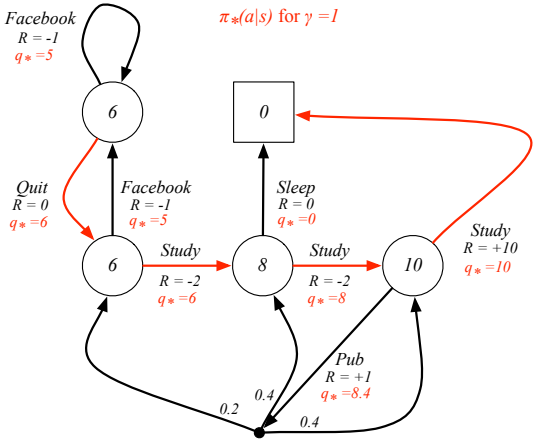 Facebook
R = -1
q* =5
π*(a|s) for γ =1
6
0
Quit
R = 0
q* =6
Facebook
R = -1
q* =5
Sleep
R = 0
q* =0
Study
R = +10
q* =10
6
Study
R = -2
q* =6
8
Study
R = -2
q* =8
10
Pub
R = +1
q* =8.4
0.2
0.4
0.4